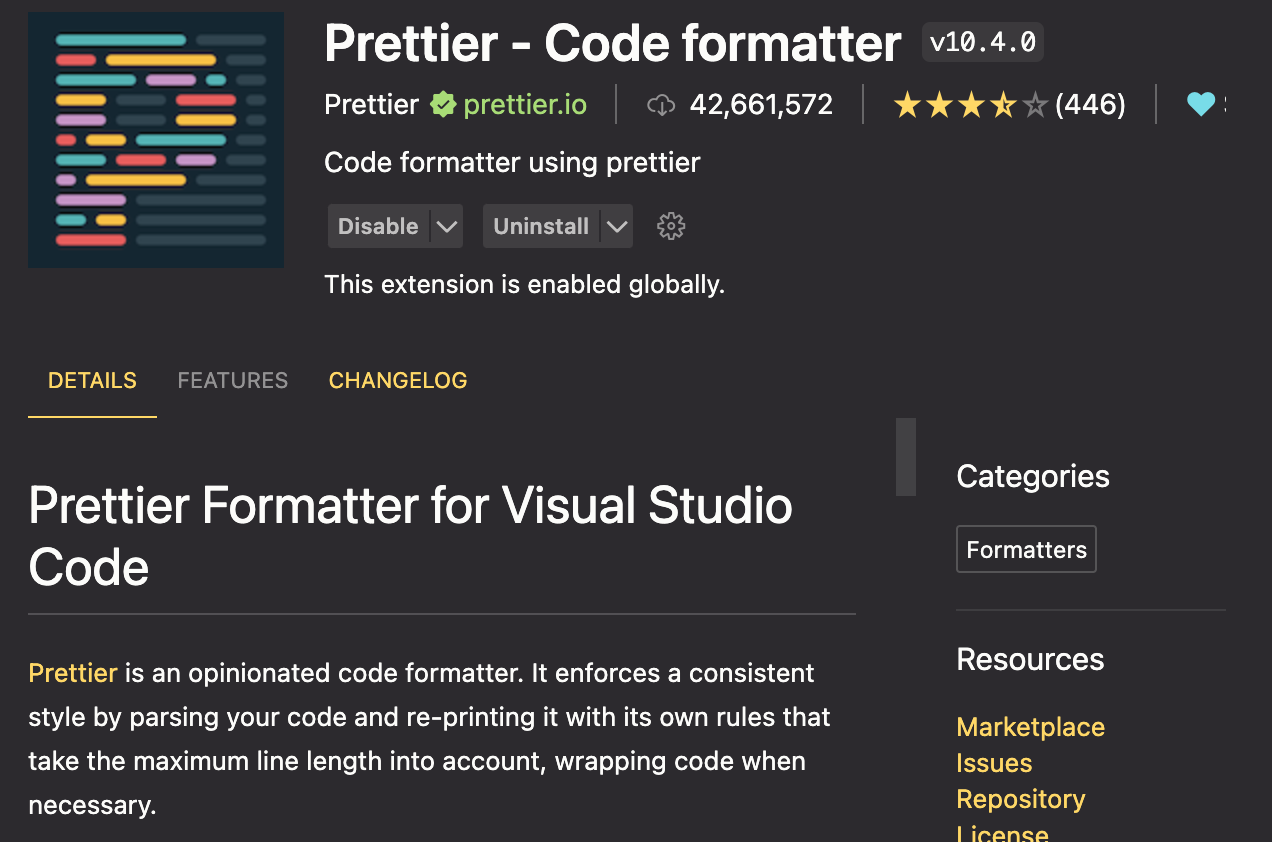 Prettier - Code formatter v10.4.0
Prettier prettier.io 42,661,572 (446)
Code formatter using prettier
Disable Uninstall
This extension is enabled globally.
DETAILS FEATURES CHANGELOG
Prettier Formatter for Visual Studio
Code
Prettier is an opinionated code formatter. It enforces a consistent
style by parsing your code and re-printing it with its own rules that
take the maximum line length into account, wrapping code when
necessary.
Categories
Formatters
Resources
Marketplace
Issues
Repository
License